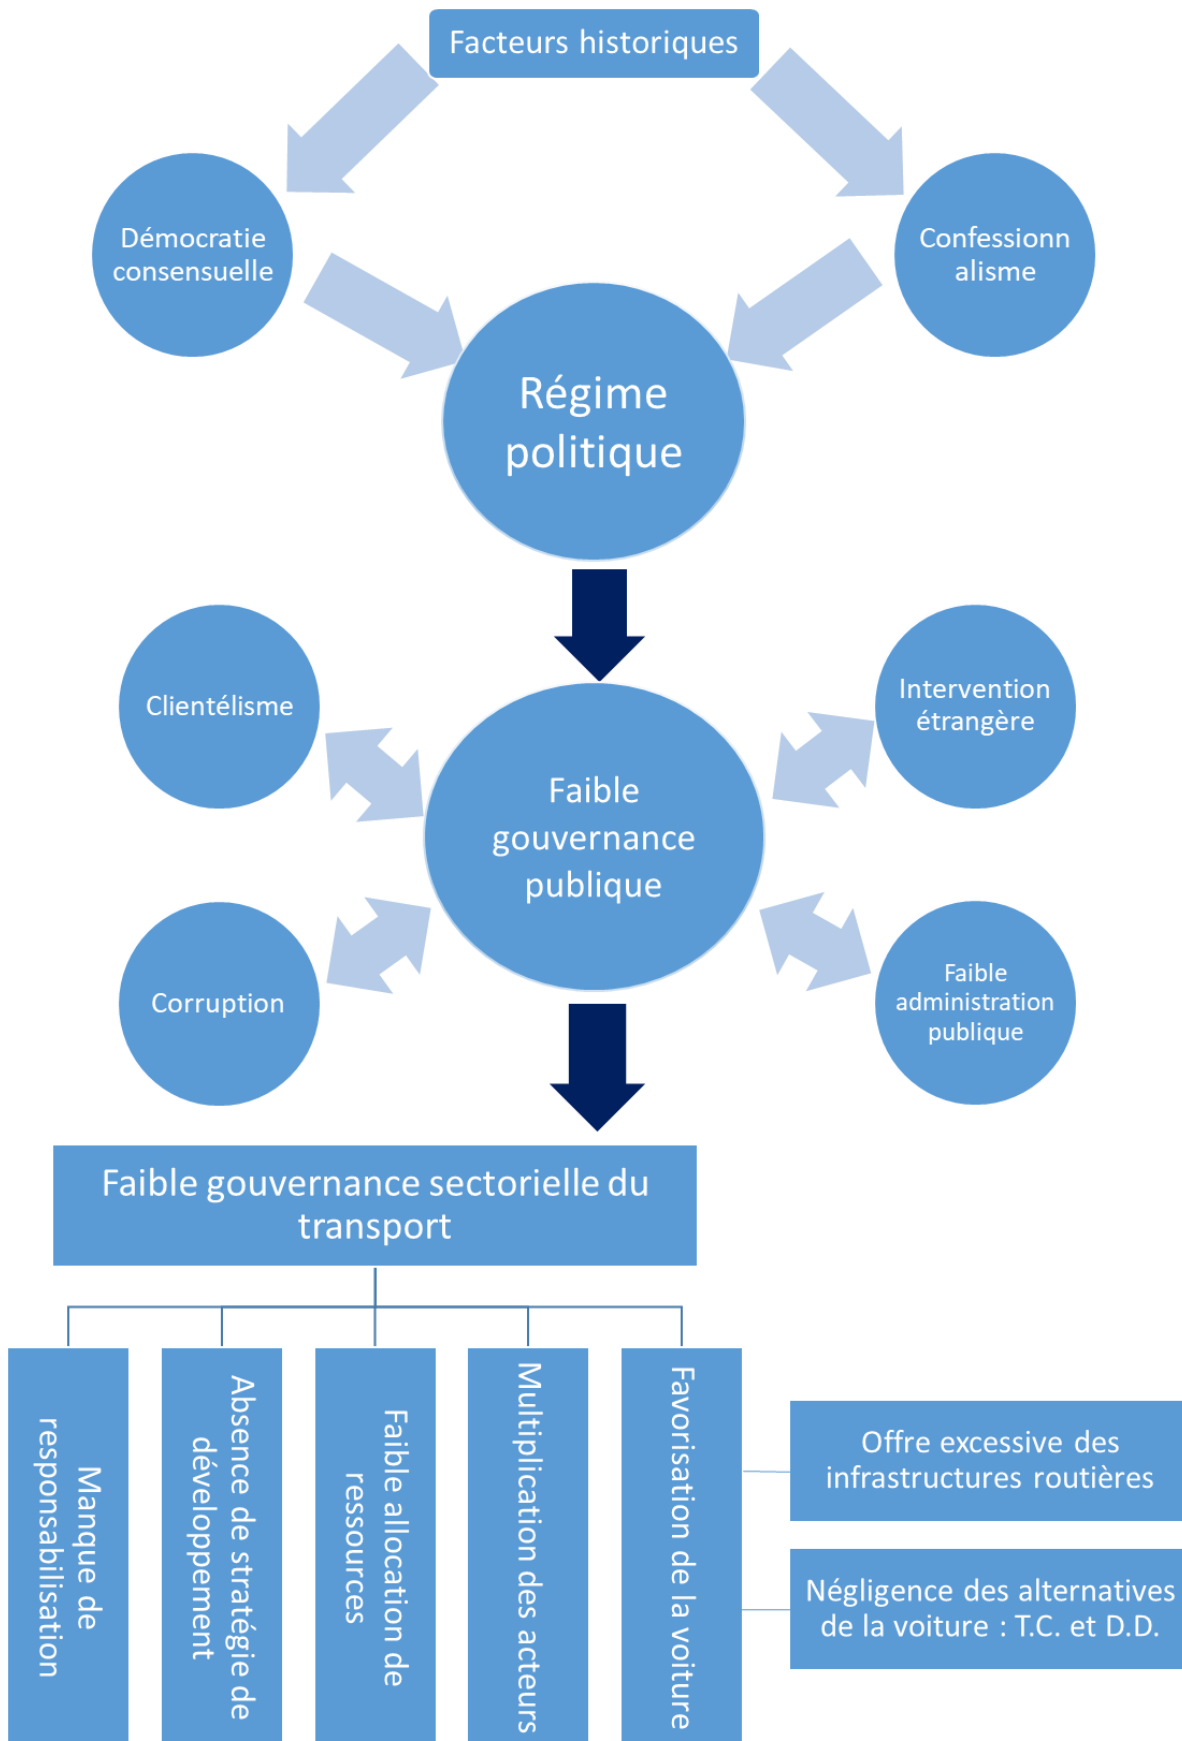 Facteurs historiques
Démocratie
consensuelle
Confessionn
alisme
Régime
politique
Clientélisme
Intervention
étrangère
Faible
gouvernance
publique
Corruption
Faible
administration
publique
Faible gouvernance sectorielle du
transport
Manque de
responsabilisation
Absence de stratégie de
développement
Faible allocation de
ressources
Multiplication des acteurs
Favorisation de la voiture
Offre excessive des
infrastructures routières
Négligence des alternatives
de la voiture : T.C. et D.D.